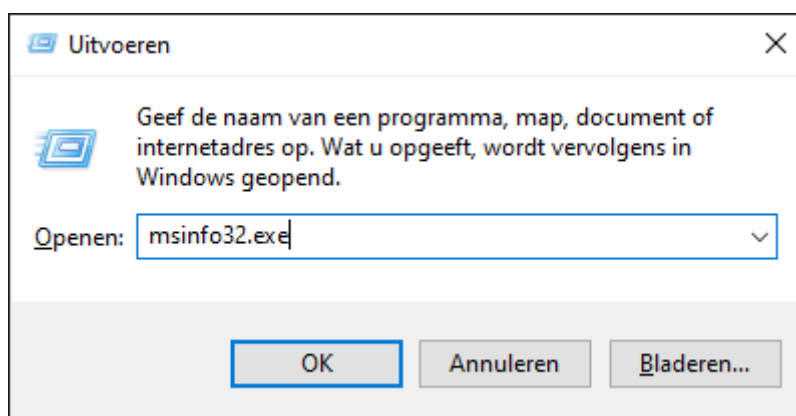 Uitvoeren
Geef de naam van een programma, map, document of
internetadres op. Wat u opgeeft, wordt vervolgens in
Windows geopend.
Openen: msinfo32.exe
OK Annuleren Bladeren...